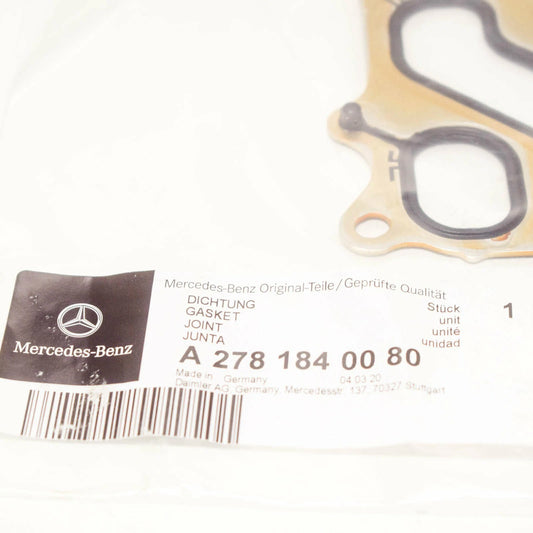 Mercedes-Benz Original-Teile/Geprüfte Qualität
DICHTUNG Stück 1
GASKET unit
JOINT unité
JUNTA unidad
Mercedes-Benz
A 278 184 00 80
Made in Germany 04.03.20
Daimler AG, Germany, Mercedesstr. 137, 70327 Stuttgart